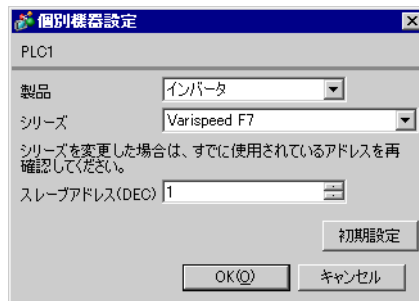 個別機器設定
PLC1
製品 インバータ
シリーズ Varispeed F7
シリーズを変更した場合は、すでに使用されているアドレスを再
確認してください。
スレーブアドレス(DEC) 1
初期設定
OK(O) キャンセル